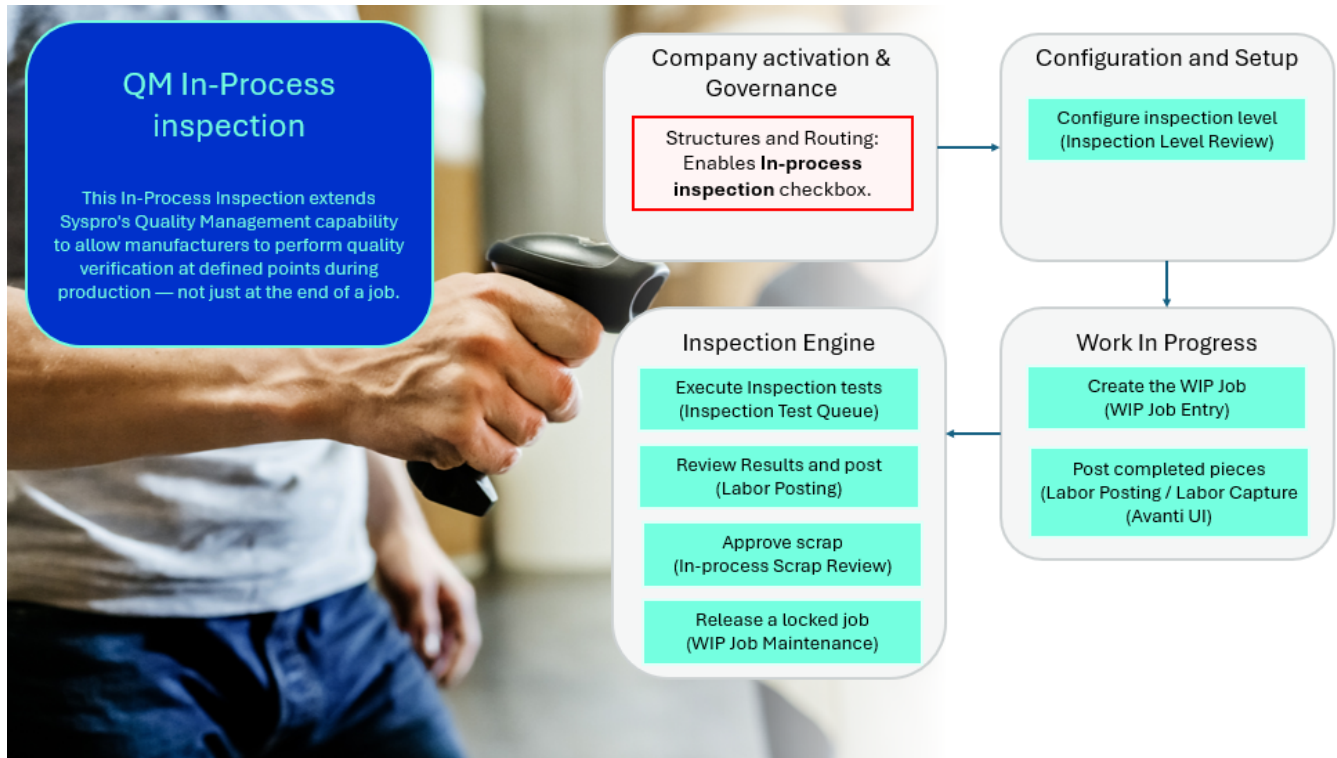 QM In-Process
inspection
This In-Process Inspection extends
Syspro's Quality Management capability
to allow manufacturers to perform quality
verification at defined points during
production — not just at the end of a job.
Company activation &
Governance
Structures and Routing:
Enables In-process
inspection checkbox.
Configuration and Setup
Configure inspection level
(Inspection Level Review)
Work In Progress
Create the WIP Job
(WIP Job Entry)
Post completed pieces
(Labor Posting / Labor Capture
(Avanti UI)
Inspection Engine
Execute Inspection tests
(Inspection Test Queue)
Review Results and post
(Labor Posting)
Approve scrap
(In-process Scrap Review)
Release a locked job
(WIP Job Maintenance)